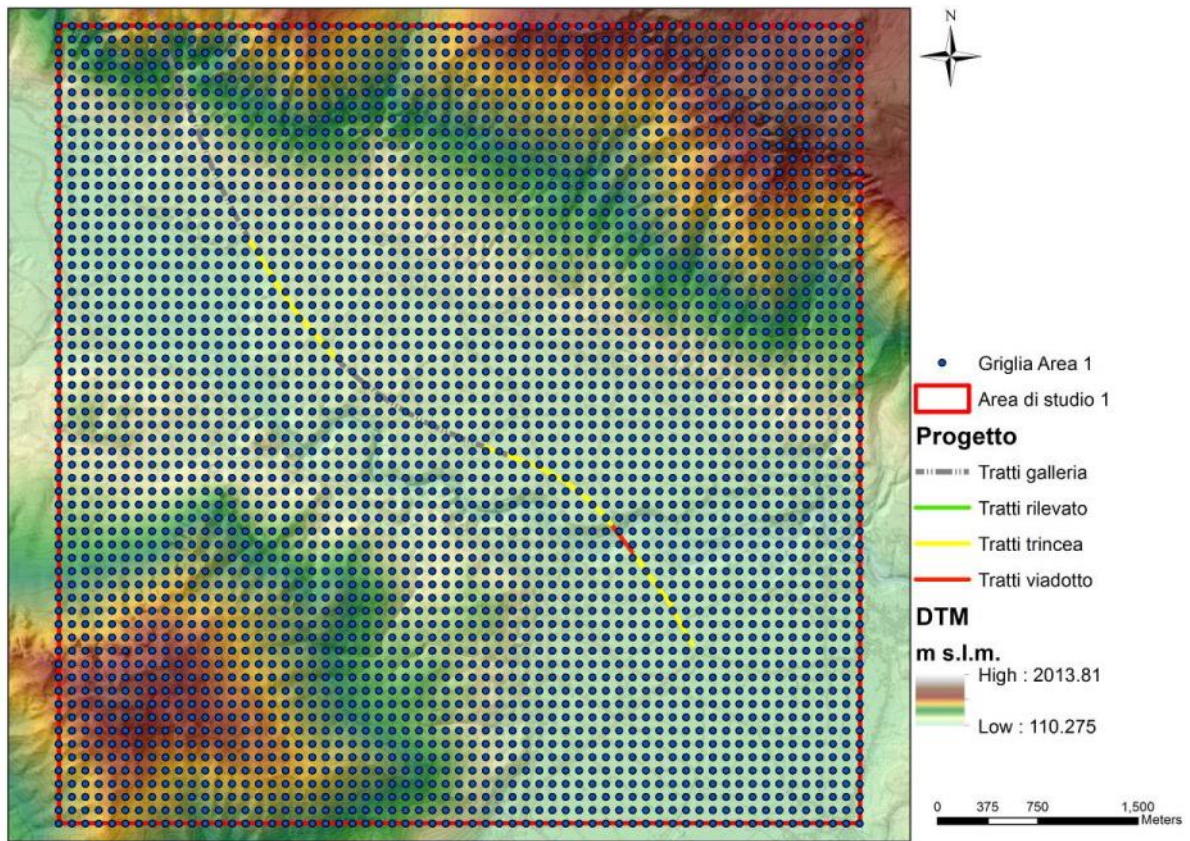 N
Griglia Area 1
Area di studio 1
Progetto
Tratti galleria
Tratti rilevato
Tratti trincea
Tratti viadotto
DTM
m s.l.m.
High : 2013.81
Low : 110.275
0 375 750 1,500
Meters